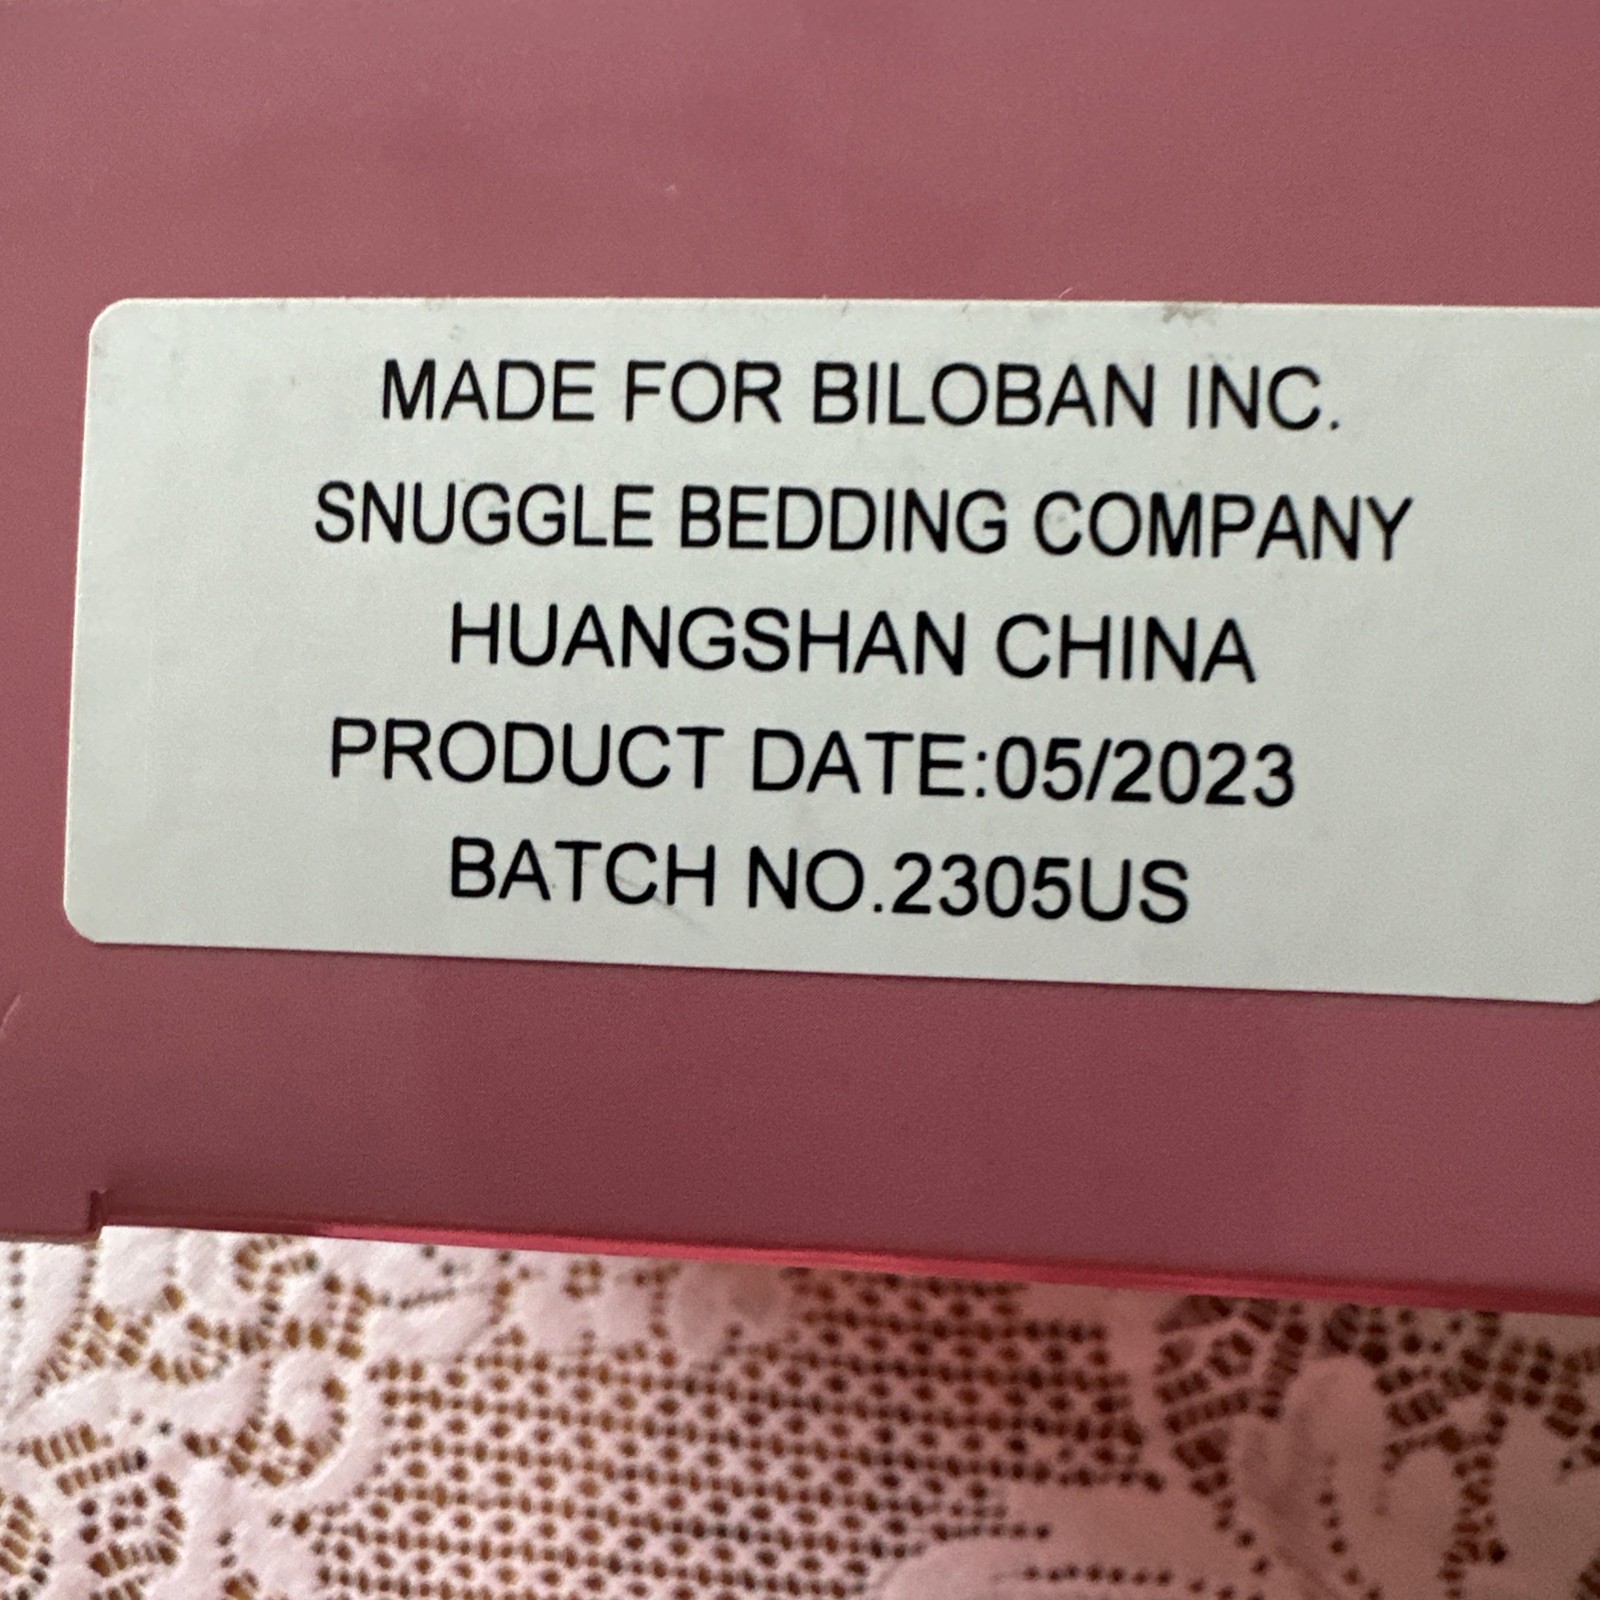 MADE FOR BILOBAN INC.
SNUGGLE BEDDING COMPANY
HUANGSHAN CHINA
PRODUCT DATE:05/2023
BATCH NO.2305US